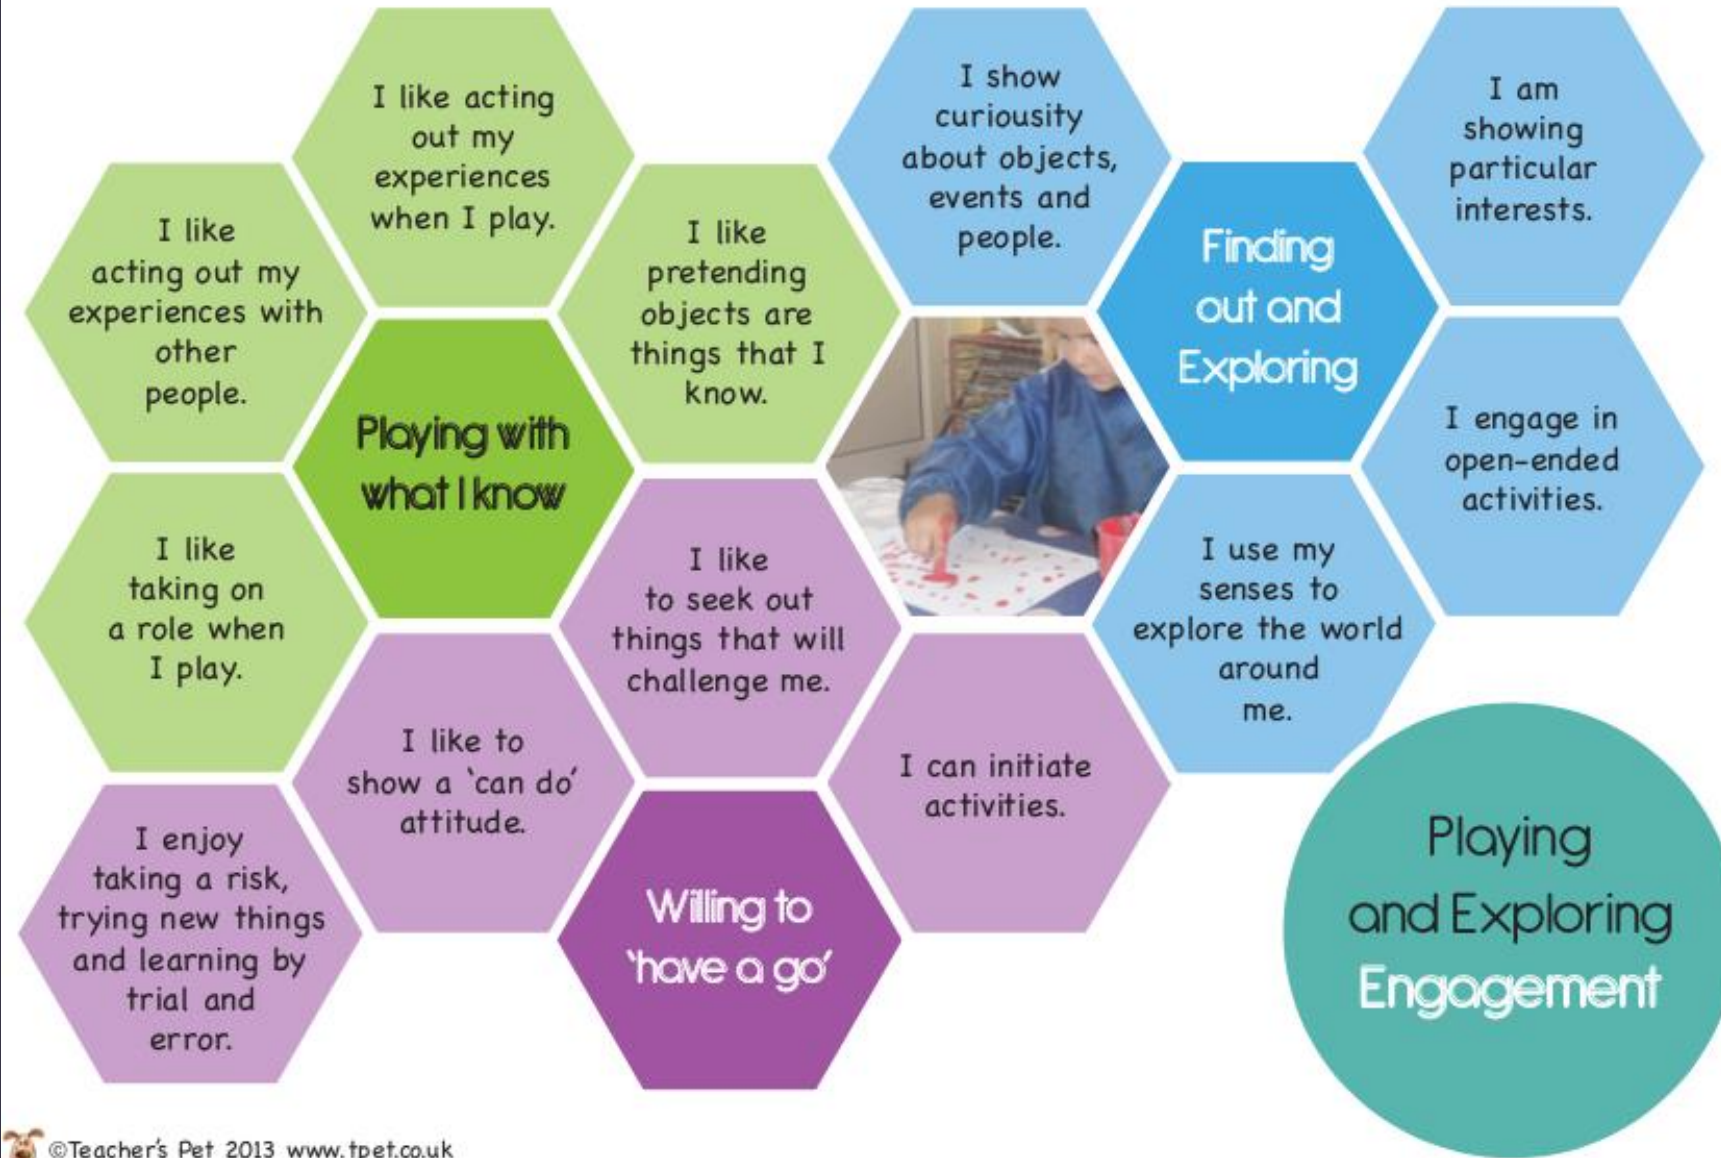 I like acting
out my
experiences
when I play.
I like
acting out my
experiences with
other
people.
I like
pretending
objects are
things that I
know.
Playing with
what I know
I like
taking on
a role when
I play.
I show
curiousity
about objects,
events and
people.
I am
showing
particular
interests.
Finding
out and
Exploring
I engage in
open-ended
activities.
I use my
senses to
explore the world
around
me.
I like
to seek out
things that will
challenge me.
I like to
show a ‘can do’
attitude.
I can initiate
activities.
I enjoy
taking a risk,
trying new things
and learning by
trial and
error.
Willing to
‘have a go’
Playing
and Exploring
Engagement
©Teacher's Pet 2013 www.tpet.co.uk